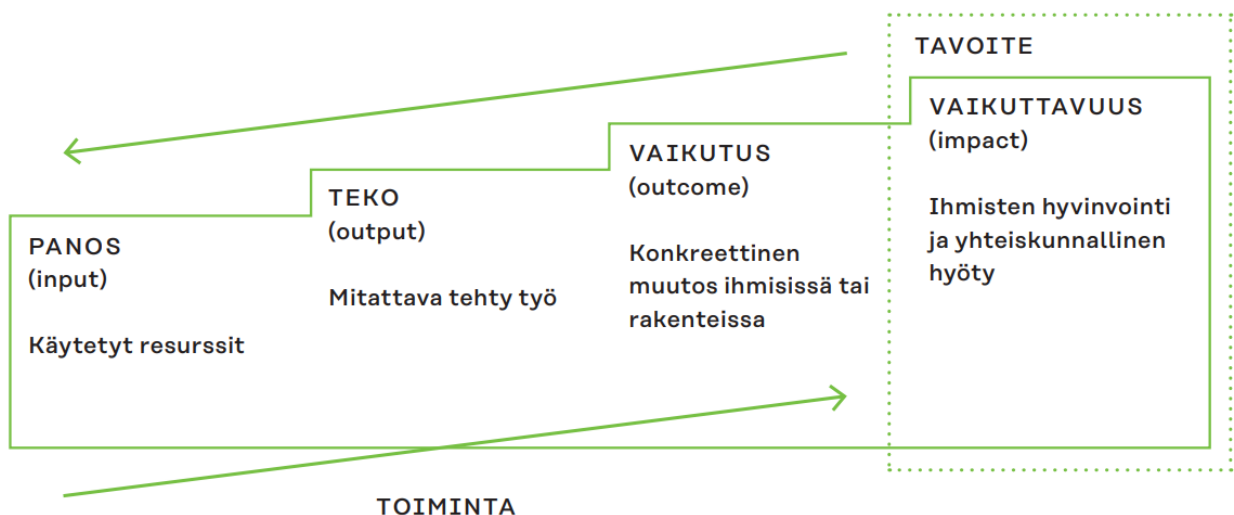 TAVOITE
VAIKUTTAVUUS
(impact)
Ihmisten hyvinvointi
ja yhteiskunnallinen
hyöty
VAIKUTUS
(outcome)
Konkreettinen
muutos ihmisissä tai
rakenteissa
TEKO
(output)
Mitattava tehty työ
PANOS
(input)
Käytetyt resurssit
TOIMINTA